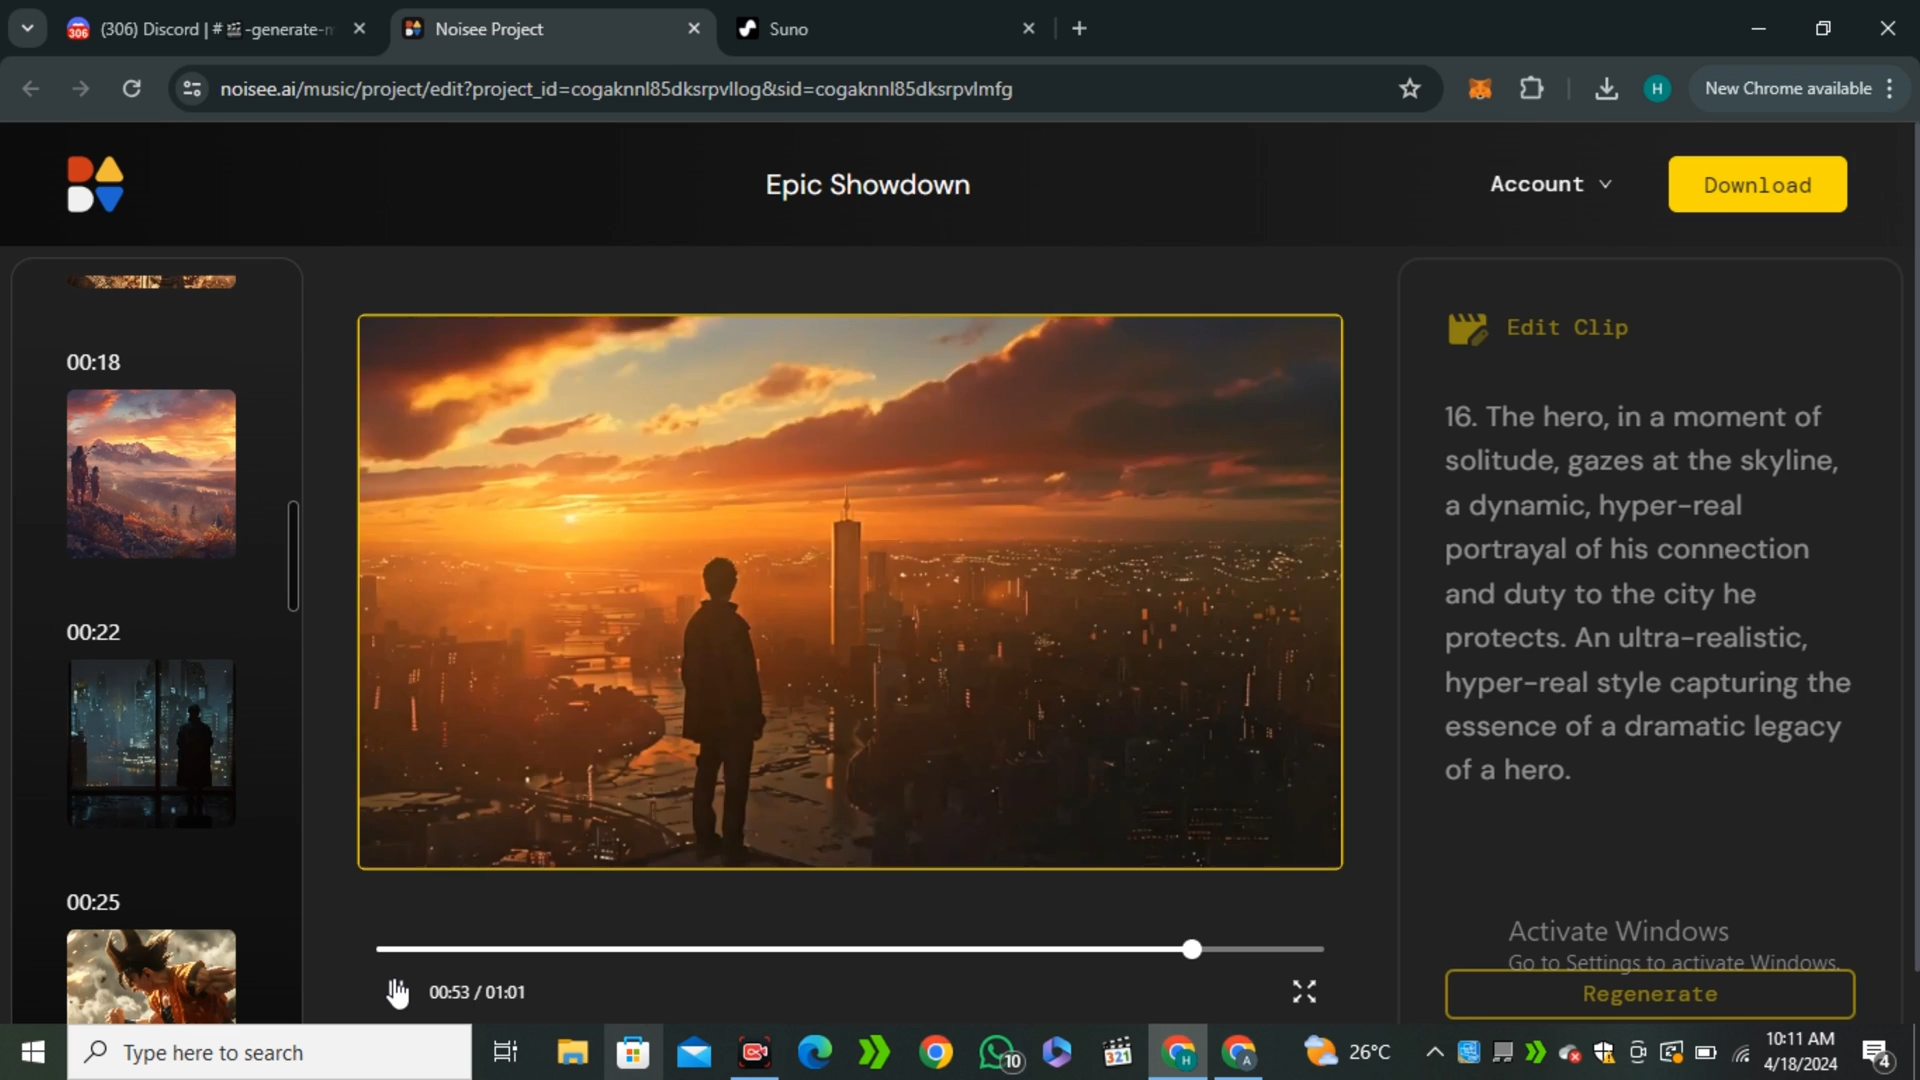 306
(306) Discord | # -generate-m
Noisee Project
Suno
noisee.ai/music/project/edit?project_id=cogaknnl85dksrpvllog&sid=cogaknnl85dksrpvlmfg
H
New Chrome available
Epic Showdown
Account
Download
00:18
00:22
00:25
Edit Clip
16. The hero, in a moment of
solitude, gazes at the skyline,
a dynamic, hyper-real
portrayal of his connection
and duty to the city he
protects. An ultra-realistic,
hyper-real style capturing the
essence of a dramatic legacy
of a hero.
Activate Windows
Go to Settings to activate Windows.
Regenerate
00:53 / 01:01
Type here to search
10
321
H
A
26°C
10:11 AM
4/18/2024
4